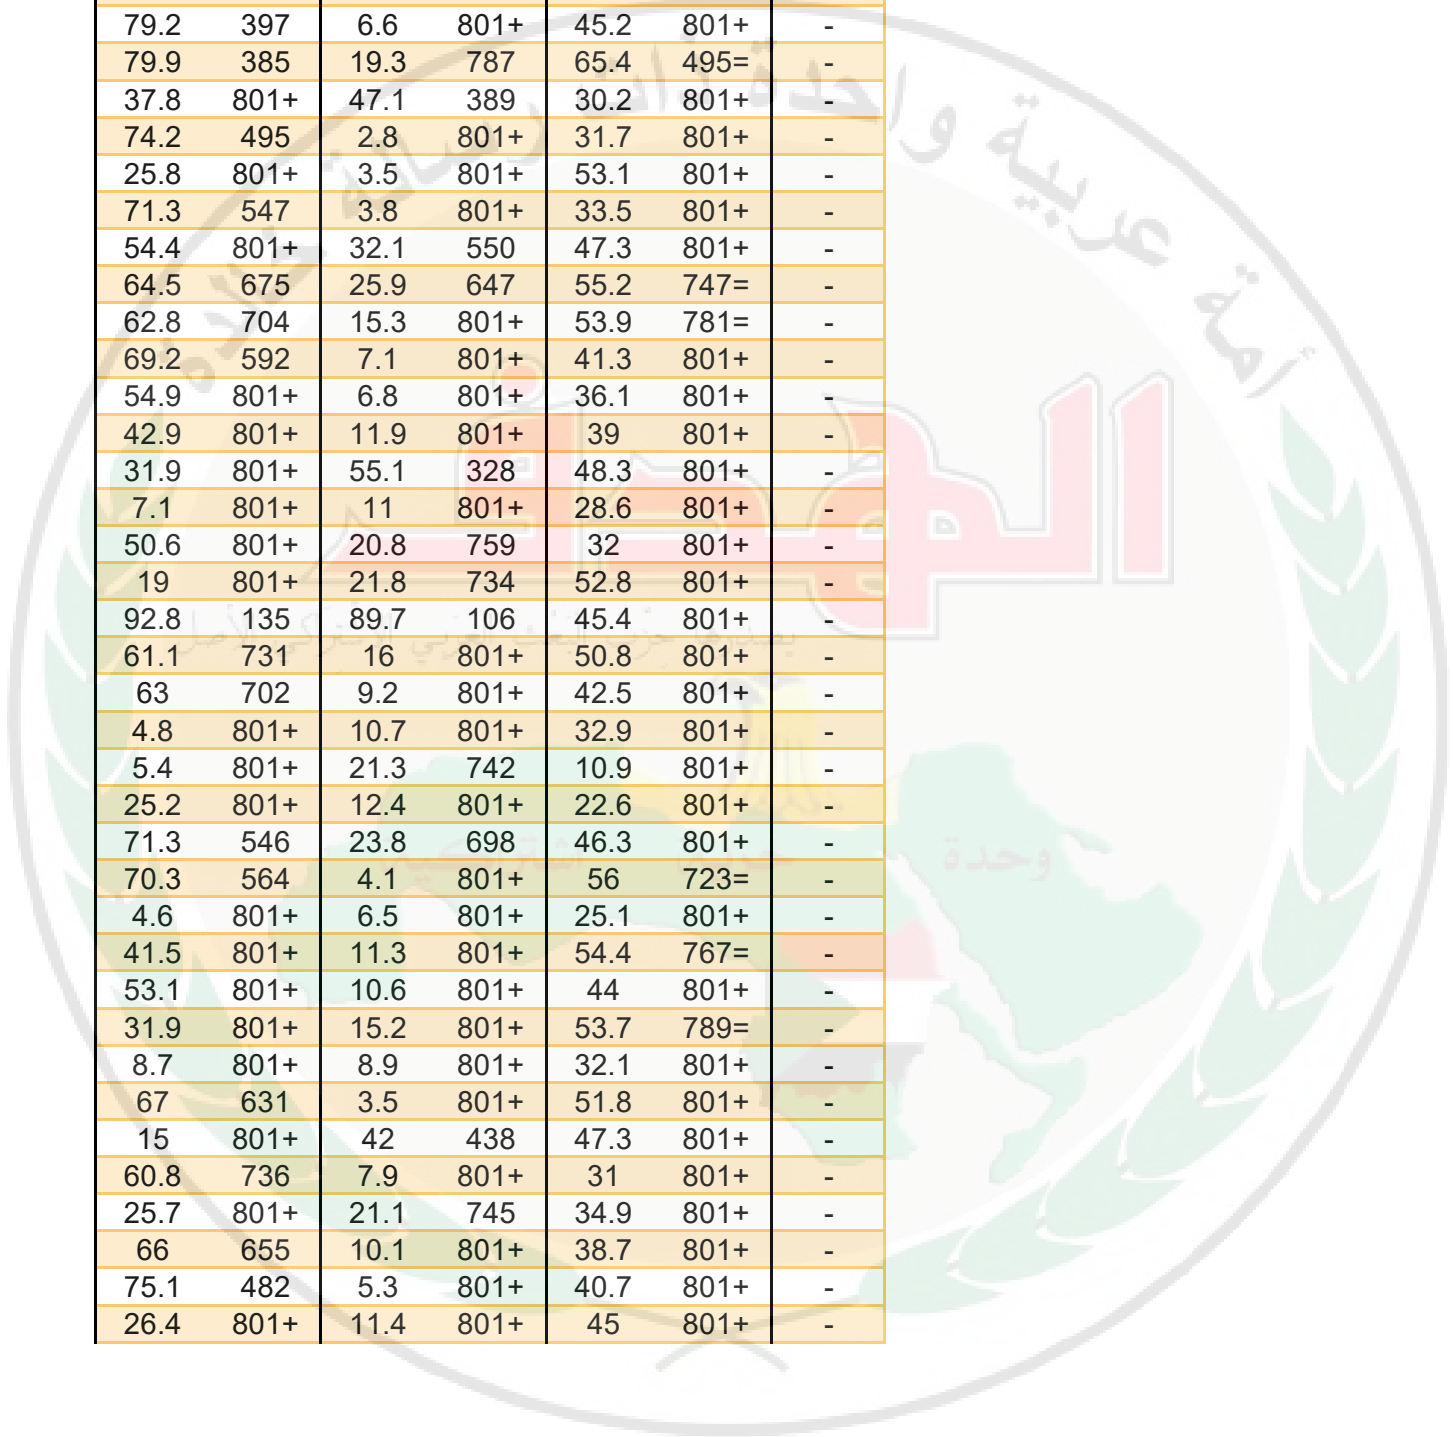 79.2 397 6.6 801+ 45.2 801+ -
79.9 385 19.3 787 65.4 495= -
37.8 801+ 47.1 389 30.2 801+ -
74.2 495 2.8 801+ 31.7 801+ -
25.8 801+ 3.5 801+ 53.1 801+ -
71.3 547 3.8 801+ 33.5 801+ -
54.4 801+ 32.1 550 47.3 801+ -
64.5 675 25.9 647 55.2 747= -
62.8 704 15.3 801+ 53.9 781= -
69.2 592 7.1 801+ 41.3 801+ -
54.9 801+ 6.8 801+ 36.1 801+ -
42.9 801+ 11.9 801+ 39 801+ -
31.9 801+ 55.1 328 48.3 801+ -
7.1 801+ 11 801+ 28.6 801+ -
50.6 801+ 20.8 759 32 801+ -
19 801+ 21.8 734 52.8 801+ -
92.8 135 89.7 106 45.4 801+ -
61.1 731 16 801+ 50.8 801+ -
63 702 9.2 801+ 42.5 801+ -
4.8 801+ 10.7 801+ 32.9 801+ -
5.4 801+ 21.3 742 10.9 801+ -
25.2 801+ 12.4 801+ 22.6 801+ -
71.3 546 23.8 698 46.3 801+ -
70.3 564 4.1 801+ 56 723= -
4.6 801+ 6.5 801+ 25.1 801+ -
41.5 801+ 11.3 801+ 54.4 767= -
53.1 801+ 10.6 801+ 44 801+ -
31.9 801+ 15.2 801+ 53.7 789= -
8.7 801+ 8.9 801+ 32.1 801+ -
67 631 3.5 801+ 51.8 801+ -
15 801+ 42 438 47.3 801+ -
60.8 736 7.9 801+ 31 801+ -
25.7 801+ 21.1 745 34.9 801+ -
66 655 10.1 801+ 38.7 801+ -
75.1 482 5.3 801+ 40.7 801+ -
26.4 801+ 11.4 801+ 45 801+ -
أمة عربية واحدة ذات رسالة خالدة
الهدف
يصدرها حزب البعث العربي الاشتراكي الأصل
وحدة حرية اشتراكية